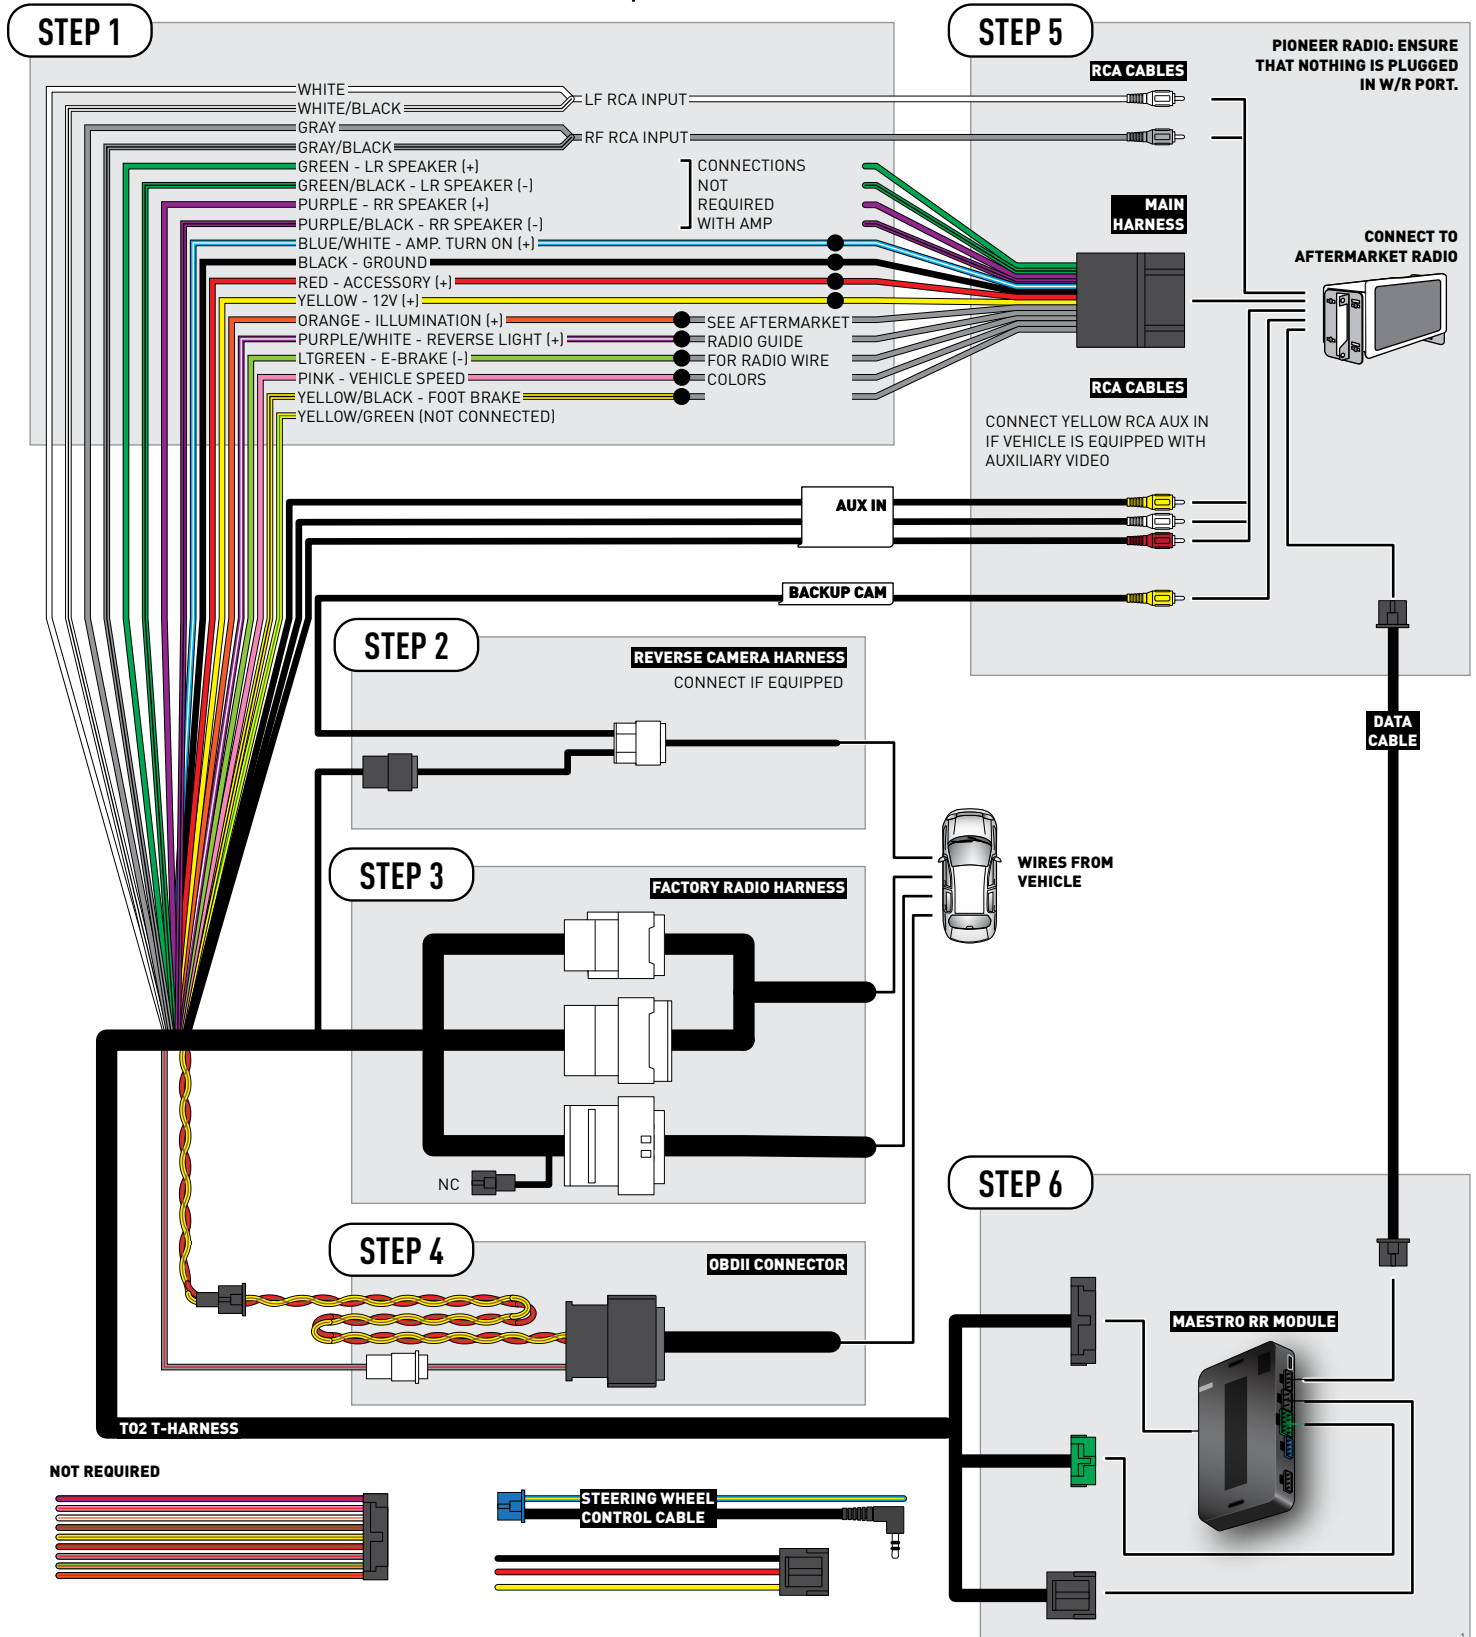 STEP 1
WHITE
WHITE/BLACK
LF RCA INPUT
GRAY
GRAY/BLACK
RF RCA INPUT
GREEN - LR SPEAKER (+)
GREEN/BLACK - LR SPEAKER (-)
PURPLE - RR SPEAKER (+)
PURPLE/BLACK - RR SPEAKER (-)
CONNECTIONS
NOT
REQUIRED
WITH AMP
BLUE/WHITE - AMP. TURN ON (+)
BLACK - GROUND
RED - ACCESSORY (+)
YELLOW - 12V (+)
ORANGE - ILLUMINATION (+)
PURPLE/WHITE - REVERSE LIGHT (+)
LTGREEN - E-BRAKE (-)
PINK - VEHICLE SPEED
YELLOW/BLACK - FOOT BRAKE
YELLOW/GREEN (NOT CONNECTED)
SEE AFTERMARKET
RADIO GUIDE
FOR RADIO WIRE
COLORS
STEP 5
PIONEER RADIO: ENSURE
THAT NOTHING IS PLUGGED
IN W/R PORT.
RCA CABLES
MAIN
HARNESS
CONNECT TO
AFTERMARKET RADIO
RCA CABLES
CONNECT YELLOW RCA AUX IN
IF VEHICLE IS EQUIPPED WITH
AUXILIARY VIDEO
AUX IN
BACKUP CAM
STEP 2
REVERSE CAMERA HARNESS
CONNECT IF EQUIPPED
DATA
CABLE
STEP 3
FACTORY RADIO HARNESS
WIRES FROM
VEHICLE
NC
STEP 4
OBDII CONNECTOR
STEP 6
MAESTRO RR MODULE
TO2 T-HARNESS
NOT REQUIRED
STEERING WHEEL
CONTROL CABLE